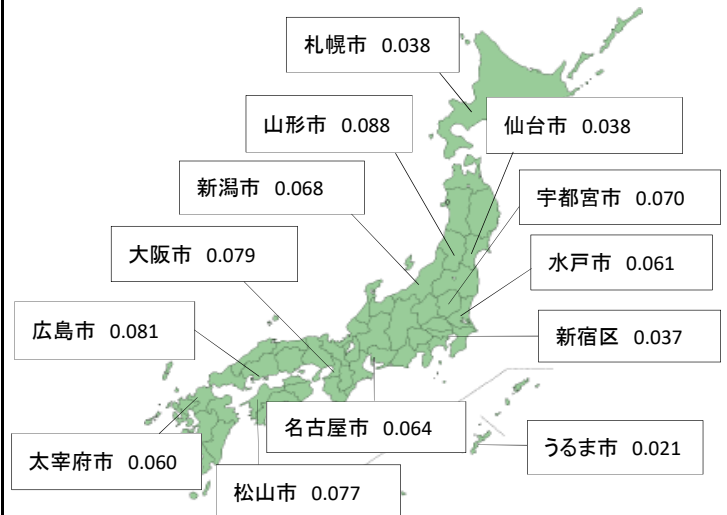 札幌市 0.038
山形市 0.088
仙台市 0.038
新潟市 0.068
宇都宮市 0.070
大阪市 0.079
水戸市 0.061
広島市 0.081
新宿区 0.037
名古屋市 0.064
太宰府市 0.060
うるま市 0.021
松山市 0.077